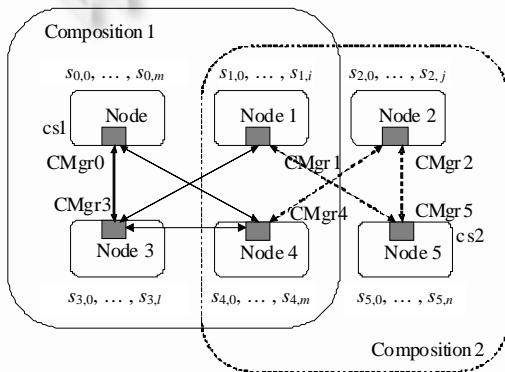 Composition 1
s0,0, … , s0,m
s1,0, … , s1,i
s2,0, … , s2, j
Node
Node 1
Node 2
cs1
CMgr0
CMgr1
CMgr2
CMgr3
CMgr4
CMgr5
Node 3
Node 4
Node 5
cs2
s3,0, … , s3,l
s4,0, … , s4,m
s5,0, … , s5,n
Composition 2